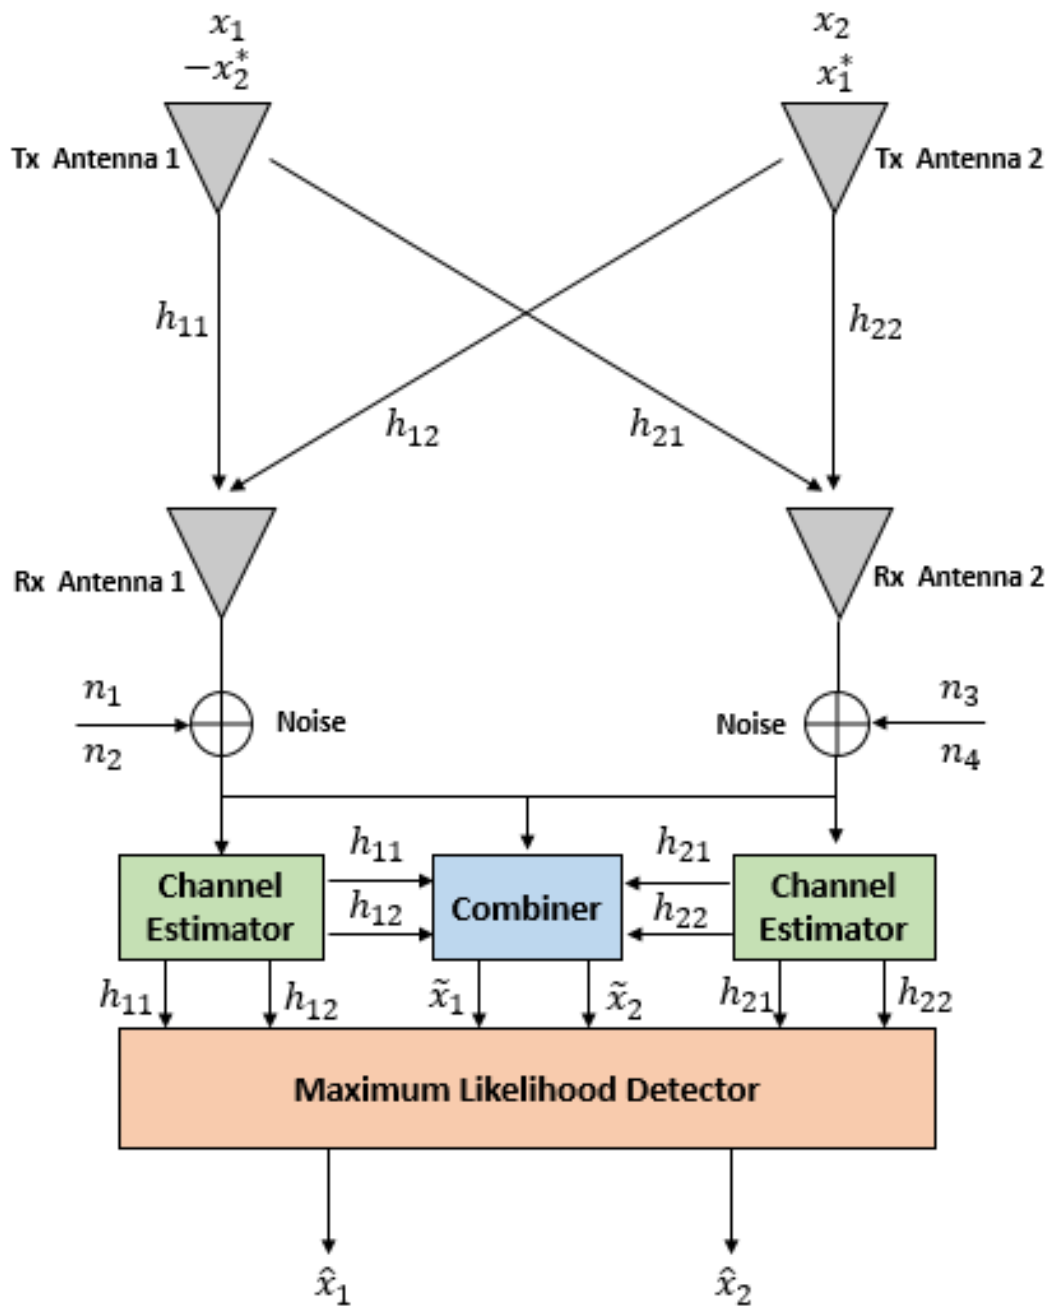 x₁ x₂
−x₂* x₁*
Tx Antenna 1 Tx Antenna 2
h₁₁ h₂₂
h₁₂ h₂₁
Rx Antenna 1 Rx Antenna 2
n₁ n₃
Noise Noise
n₂ n₄
h₁₁ h₂₁
Channel Estimator Combiner Channel Estimator
h₁₂ h₂₂
h₁₁ h₁₂ x̃₁ x̃₂ h₂₁ h₂₂
Maximum Likelihood Detector
x̂₁ x̂₂